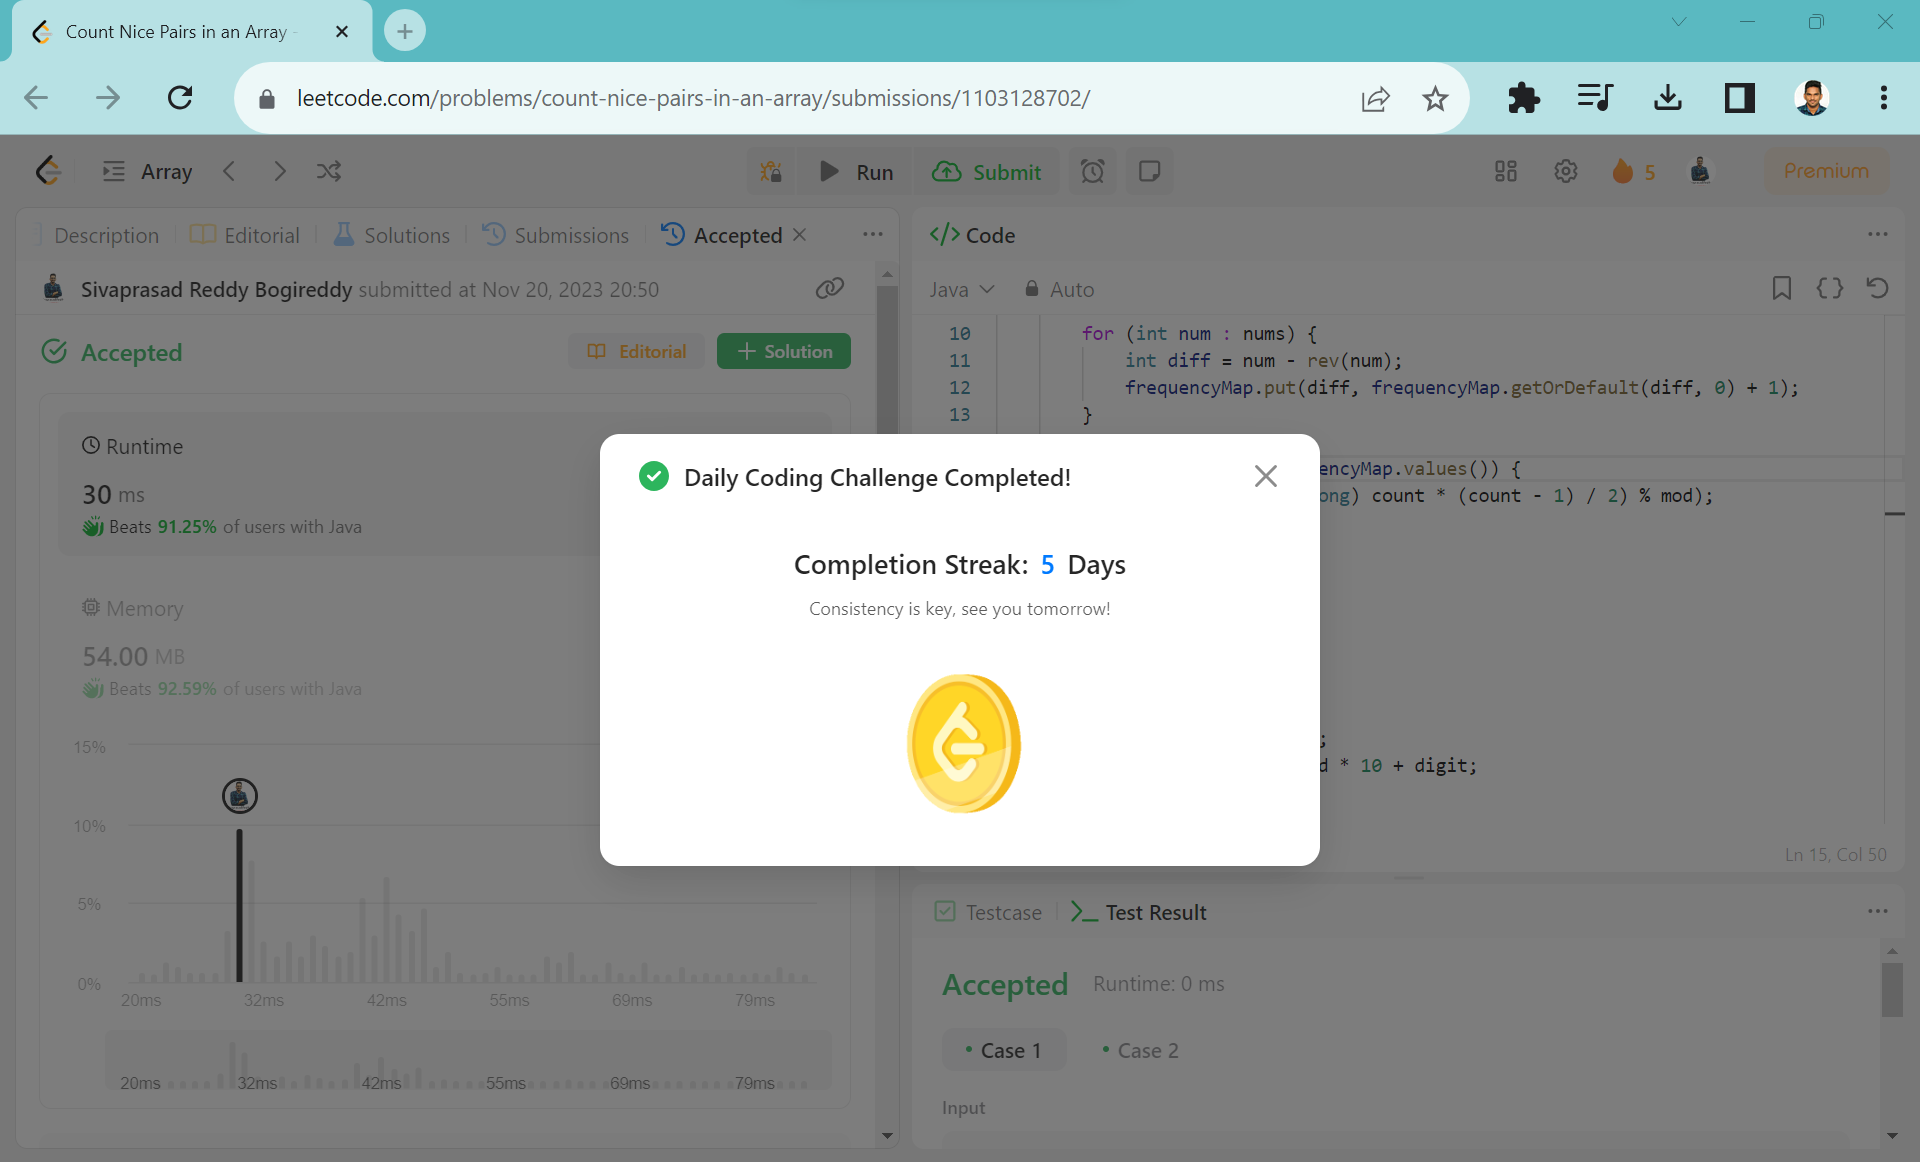 Count Nice Pairs in an Array -
leetcode.com/problems/count-nice-pairs-in-an-array/submissions/1103128702/
Array
Run
Submit
5
Premium
Description
Editorial
Solutions
Submissions
Accepted
Sivaprasad Reddy Bogireddy submitted at Nov 20, 2023 20:50
Accepted
Editorial
Solution
Runtime
30 ms
Beats 91.25% of users with Java
Memory
54.00 MB
Beats 92.59% of users with Java
15%
10%
5%
0%
20ms 32ms 42ms 55ms 69ms 79ms
20ms 32ms 42ms 55ms 69ms 79ms
Daily Coding Challenge Completed!
Completion Streak: 5 Days
Consistency is key, see you tomorrow!
</> Code
Java
Auto
10 for (int num : nums) {
11 int diff = num - rev(num);
12 frequencyMap.put(diff, frequencyMap.getOrDefault(diff, 0) + 1);
13 }
encyMap.values()) {
ong) count * (count - 1) / 2) % mod);
;
d * 10 + digit;
Ln 15, Col 50
Testcase
Test Result
Accepted Runtime: 0 ms
• Case 1
• Case 2
Input